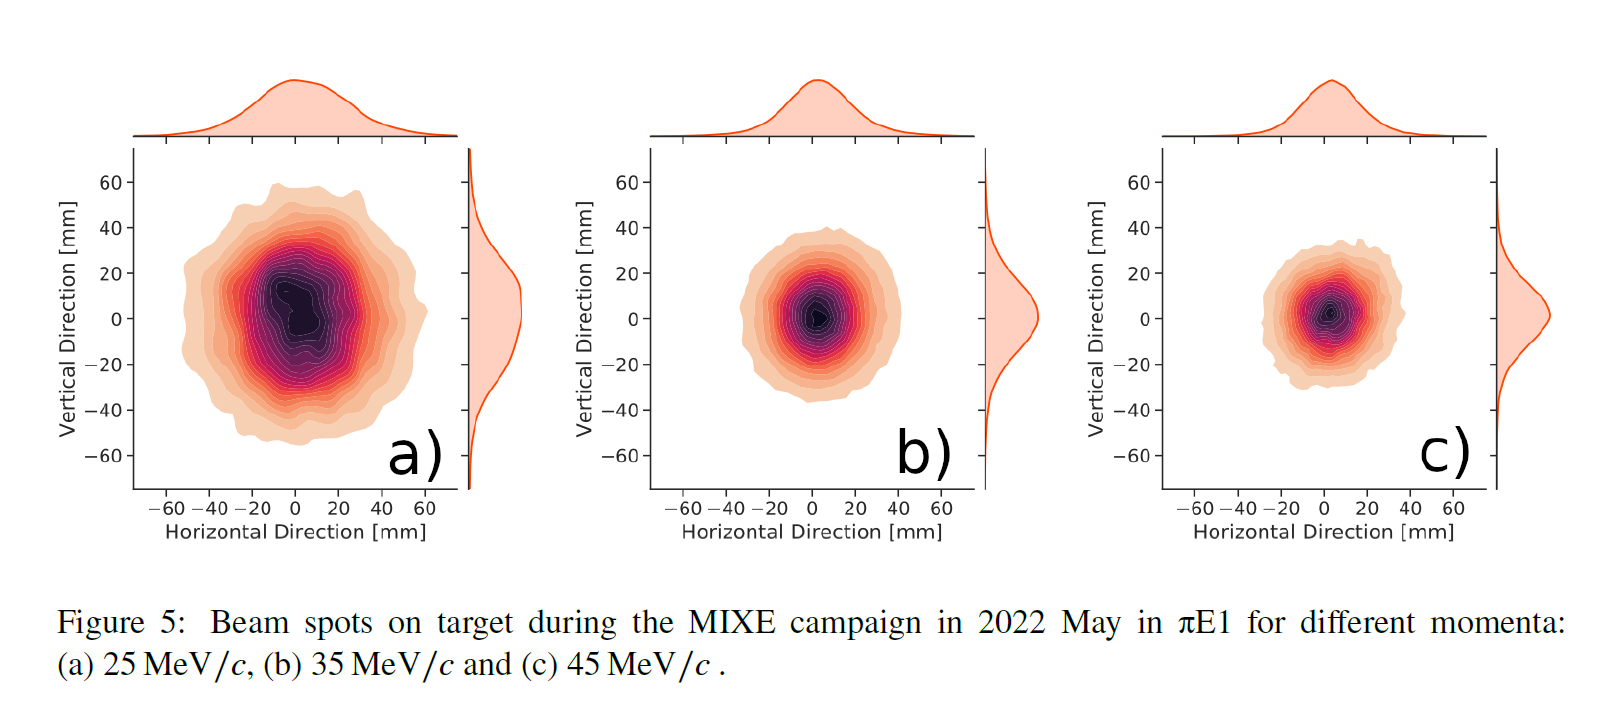 60
40
20
0
−20
−40
−60
Vertical Direction [mm]
−60 −40 −20 0 20 40 60
Horizontal Direction [mm]
a)
60
40
20
0
−20
−40
−60
Vertical Direction [mm]
−60 −40 −20 0 20 40 60
Horizontal Direction [mm]
b)
60
40
20
0
−20
−40
−60
Vertical Direction [mm]
−60 −40 −20 0 20 40 60
Horizontal Direction [mm]
c)
Figure 5: Beam spots on target during the MIXE campaign in 2022 May in πE1 for different momenta:
(a) 25 MeV/c, (b) 35 MeV/c and (c) 45 MeV/c .